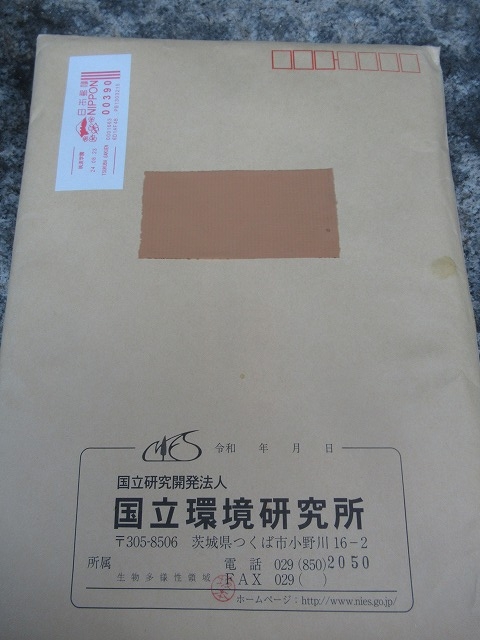 日本郵便
NIPPON
00390
NIES
令和　年　月　日
国立研究開発法人
国立環境研究所
〒305-8506　茨城県つくば市小野川16-2
所属　電話 029(850)2050
生物多様性領域　FAX 029(　)
ホームページ：http://www.nies.go.jp/